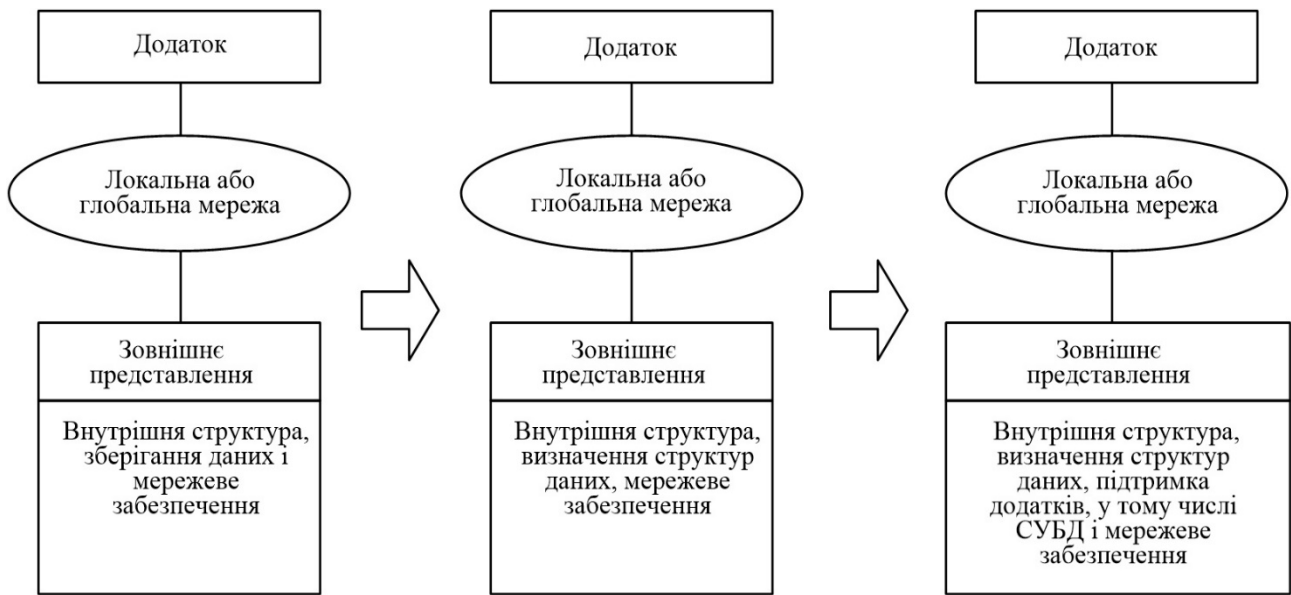 Додаток
Локальна або
глобальна мережа
Зовнішнє
представлення
Внутрішня структура,
зберігання даних і
мережеве
забезпечення
Додаток
Локальна або
глобальна мережа
Зовнішнє
представлення
Внутрішня структура,
визначення структур
даних, мережеве
забезпечення
Додаток
Локальна або
глобальна мережа
Зовнішнє
представлення
Внутрішня структура,
визначення структур
даних, підтримка
додатків, у тому числі
СУБД і мережеве
забезпечення